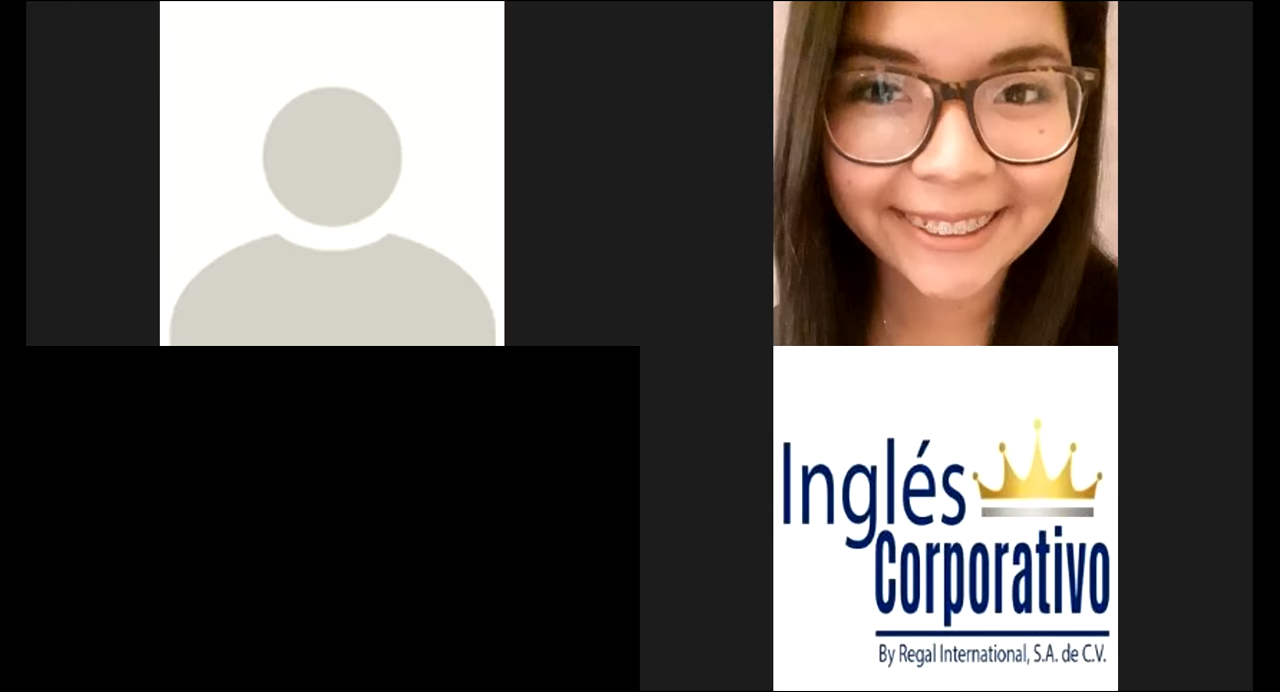 Inglés
Corporativo
By Regal International, S.A. de C.V.